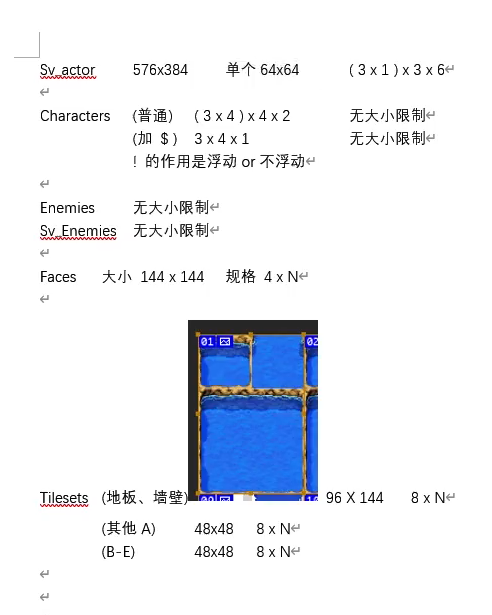 Sv_actor 576x384 单个 64x64 ( 3 x 1 ) x 3 x 6
Characters (普通) ( 3 x 4 ) x 4 x 2 无大小限制
(加 $ ) 3 x 4 x 1 无大小限制
! 的作用是浮动 or 不浮动
Enemies 无大小限制
Sv_Enemies 无大小限制
Faces 大小 144 x 144 规格 4 x N
01 02
Tilesets (地板、墙壁) 96 X 144 8 x N
(其他 A) 48x48 8 x N
(B-E) 48x48 8 x N